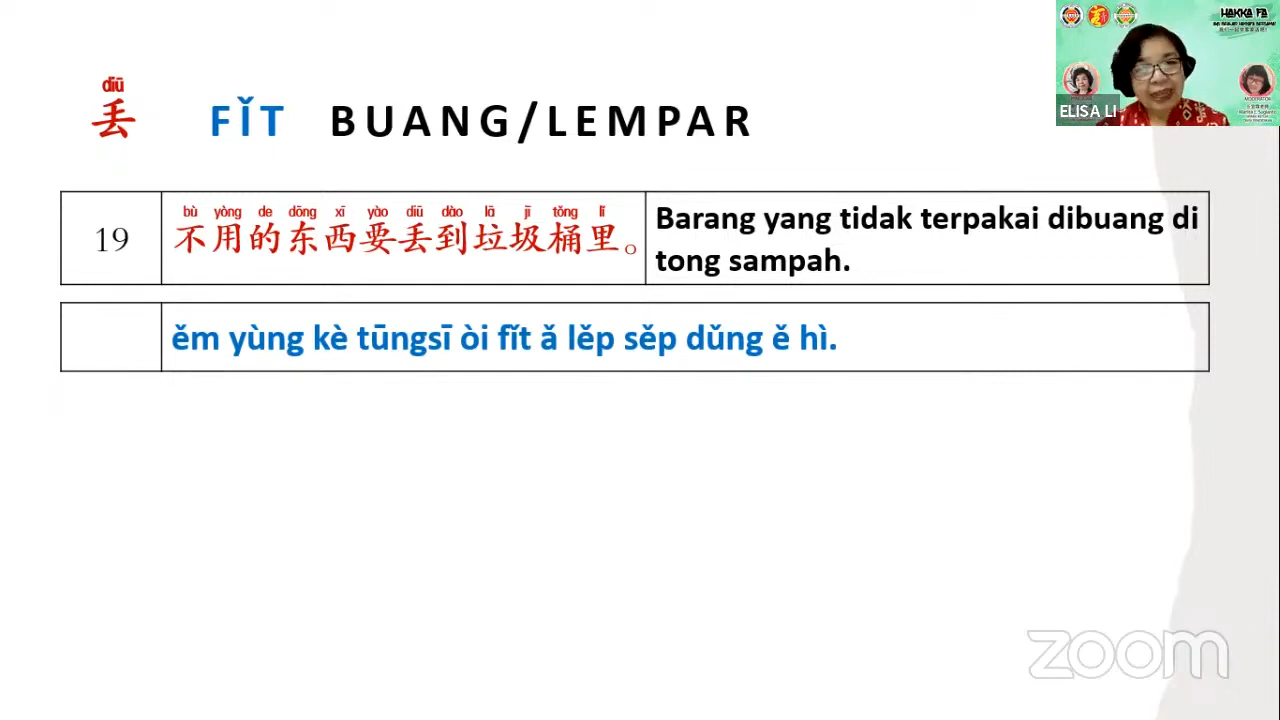 HAKKA FA
ELISA LI
MODERATOR
diū
丢 FǏT BUANG/LEMPAR
19
bù yòng de dōng xī yào diū dào lā jī tǒng lǐ
不用的东西要丢到垃圾桶里。
Barang yang tidak terpakai dibuang di
tong sampah.
ěm yùng kè tūngsī òi fǐt ǎ lěp sěp dǔng ě hì.
zoom